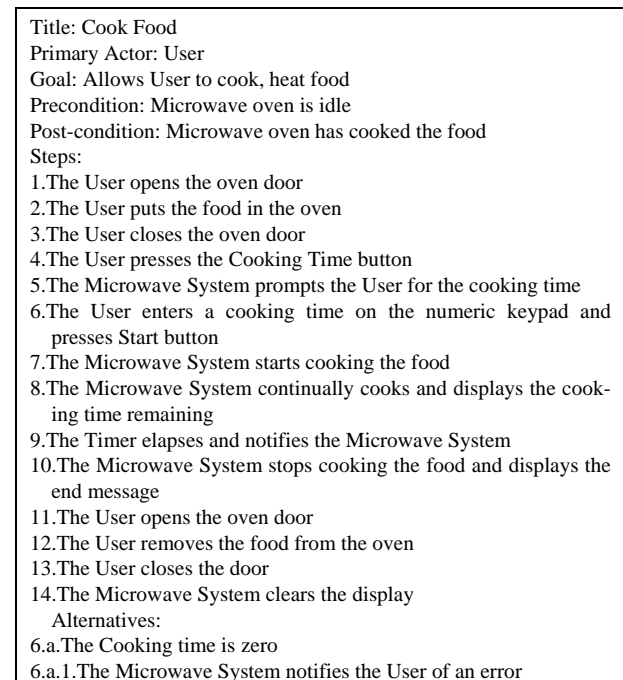 Title: Cook Food
Primary Actor: User
Goal: Allows User to cook, heat food
Precondition: Microwave oven is idle
Post-condition: Microwave oven has cooked the food
Steps:
1.The User opens the oven door
2.The User puts the food in the oven
3.The User closes the oven door
4.The User presses the Cooking Time button
5.The Microwave System prompts the User for the cooking time
6.The User enters a cooking time on the numeric keypad and
presses Start button
7.The Microwave System starts cooking the food
8.The Microwave System continually cooks and displays the cook-
ing time remaining
9.The Timer elapses and notifies the Microwave System
10.The Microwave System stops cooking the food and displays the
end message
11.The User opens the oven door
12.The User removes the food from the oven
13.The User closes the door
14.The Microwave System clears the display
Alternatives:
6.a.The Cooking time is zero
6.a.1.The Microwave System notifies the User of an error